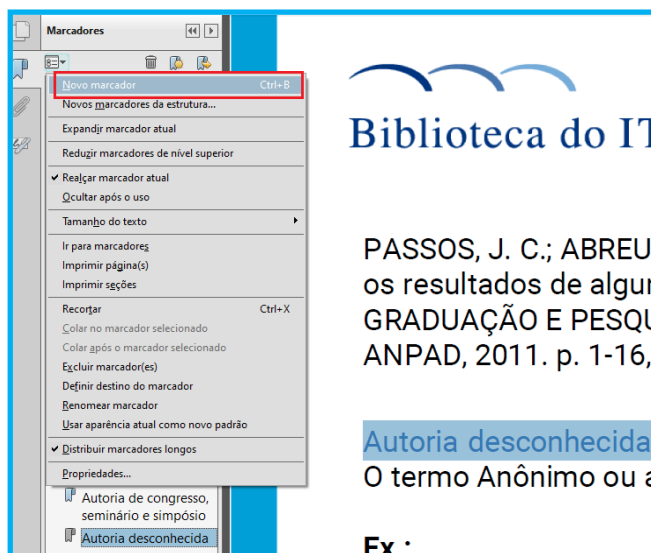 Marcadores
Novo marcador Ctrl+B
Novos marcadores da estrutura...
Expandir marcador atual
Reduzir marcadores de nível superior
Realçar marcador atual
Ocultar após o uso
Tamanho do texto
Ir para marcadores
Imprimir página(s)
Imprimir seções
Recortar Ctrl+X
Colar no marcador selecionado
Colar após o marcador selecionado
Excluir marcador(es)
Definir destino do marcador
Renomear marcador
Usar aparência atual como novo padrão
Distribuir marcadores longos
Propriedades...
Autoria de congresso,
seminário e simpósio
Autoria desconhecida
Biblioteca do IT
PASSOS, J. C.; ABREU
os resultados de algu
GRADUAÇÃO E PESQU
ANPAD, 2011. p. 1-16,
Autoria desconhecida
O termo Anônimo ou a
Ex.: